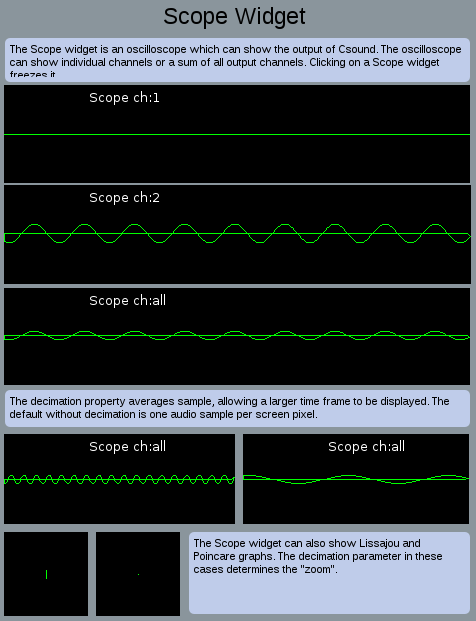 Scope Widget
The Scope widget is an oscilloscope which can show the output of Csound. The oscilloscope
can show individual channels or a sum of all output channels. Clicking on a Scope widget
freezes it
Scope ch:1
Scope ch:2
Scope ch:all
The decimation property averages sample, allowing a larger time frame to be displayed. The
default without decimation is one audio sample per screen pixel.
Scope ch:all
Scope ch:all
The Scope widget can also show Lissajou and
Poincare graphs. The decimation parameter in these
cases determines the "zoom".